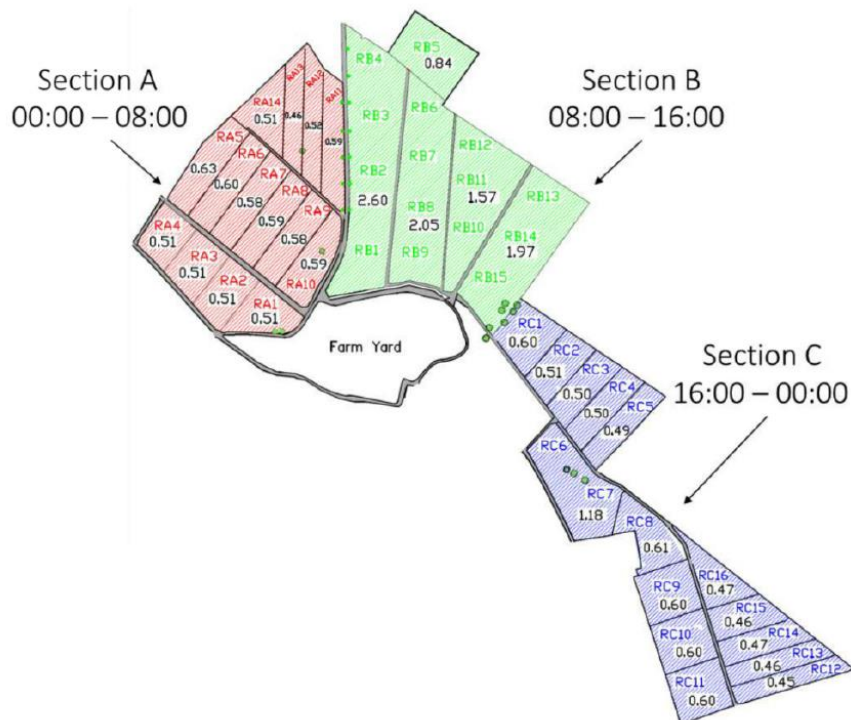 Section A
00:00 – 08:00
Section B
08:00 – 16:00
Section C
16:00 – 00:00
RA14
0.51
RA13
0.46
RA12
0.52
RA11
0.59
RA5
0.63
RA6
0.60
RA7
0.58
RA8
0.59
RA9
0.58
RA10
0.59
RA4
0.51
RA3
0.51
RA2
0.51
RA1
0.51
RB4
RB3
RB2
2.60
RB1
RB5
0.84
RB6
RB7
RB8
2.05
RB9
RB12
RB11
1.57
RB10
RB13
RB14
1.97
RB15
Farm Yard
RC1
0.60
RC2
0.51
RC3
0.50
RC4
0.50
RC5
0.49
RC6
RC7
1.18
RC8
0.61
RC9
0.60
RC10
0.60
RC11
0.60
RC16
0.47
RC15
0.46
RC14
0.47
RC13
0.46
RC12
0.45